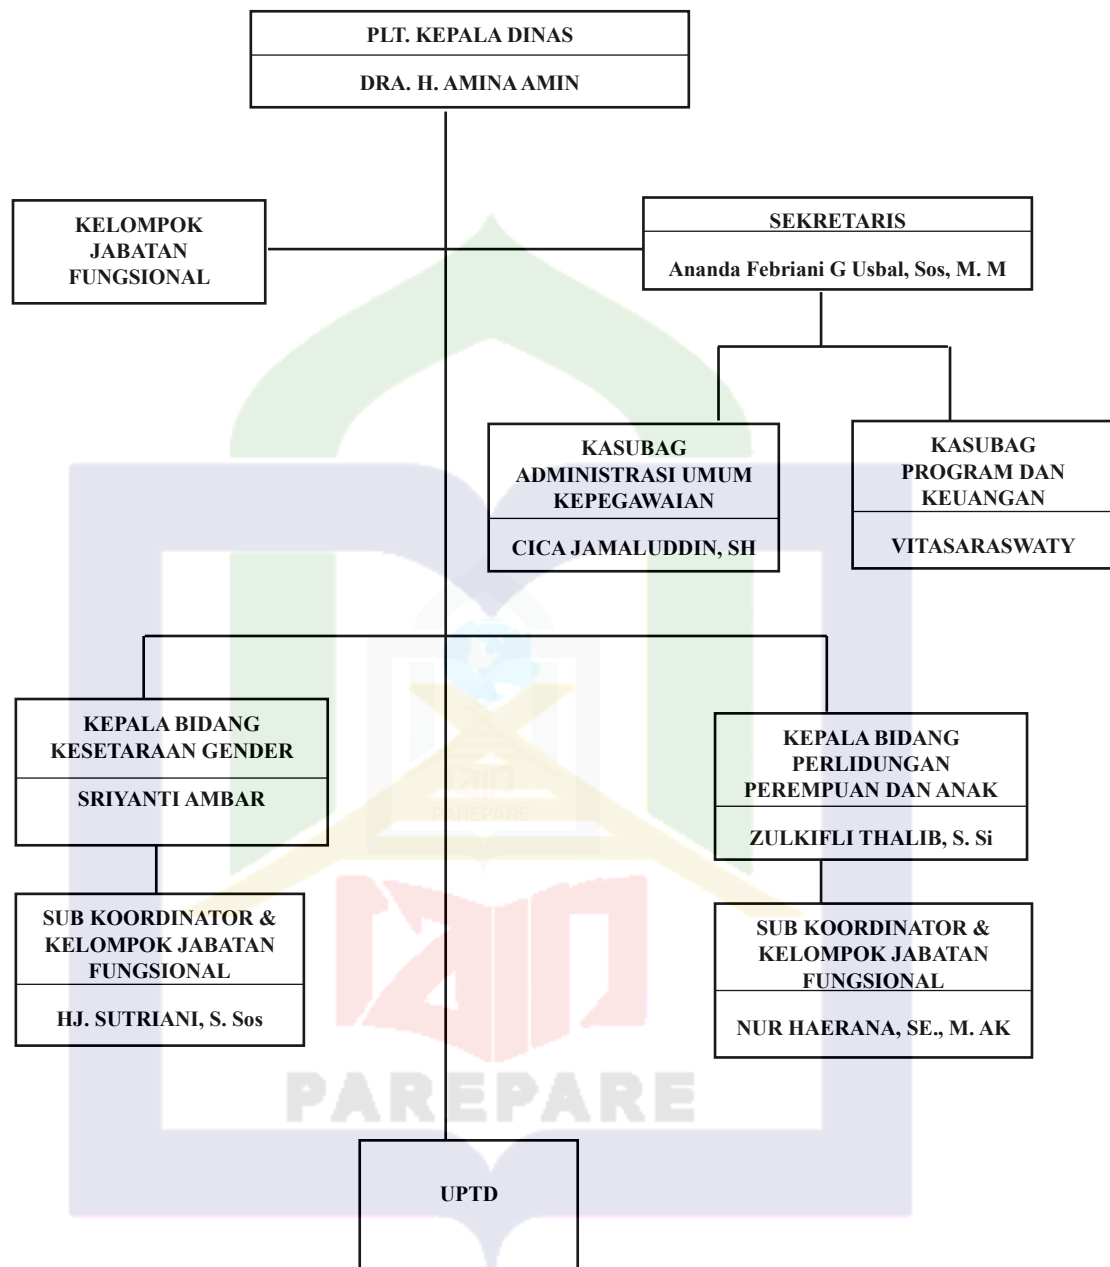 PLT. KEPALA DINAS
DRA. H. AMINA AMIN
KELOMPOK
JABATAN
FUNGSIONAL
SEKRETARIS
Ananda Febriani G Usbal, Sos, M. M
KASUBAG
ADMINISTRASI UMUM
KEPEGAWAIAN
CICA JAMALUDDIN, SH
KASUBAG
PROGRAM DAN
KEUANGAN
VITASARASWATY
KEPALA BIDANG
KESETARAAN GENDER
SRIYANTI AMBAR
KEPALA BIDANG
PERLIDUNGAN
PEREMPUAN DAN ANAK
ZULKIFLI THALIB, S. Si
SUB KOORDINATOR &
KELOMPOK JABATAN
FUNGSIONAL
HJ. SUTRIANI, S. Sos
SUB KOORDINATOR &
KELOMPOK JABATAN
FUNGSIONAL
NUR HAERANA, SE., M. AK
PAREPARE
PAREPARE
UPTD